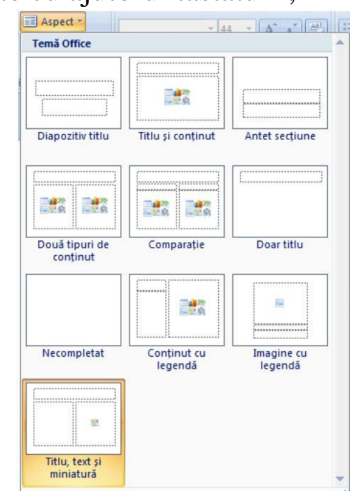 Aspect
44
Temă Office
Diapozitiv titlu
Titlu și conținut
Antet secțiune
Două tipuri de
conținut
Comparație
Doar titlu
Necompletat
Conținut cu
legendă
Imagine cu
legendă
Titlu, text și
miniatură